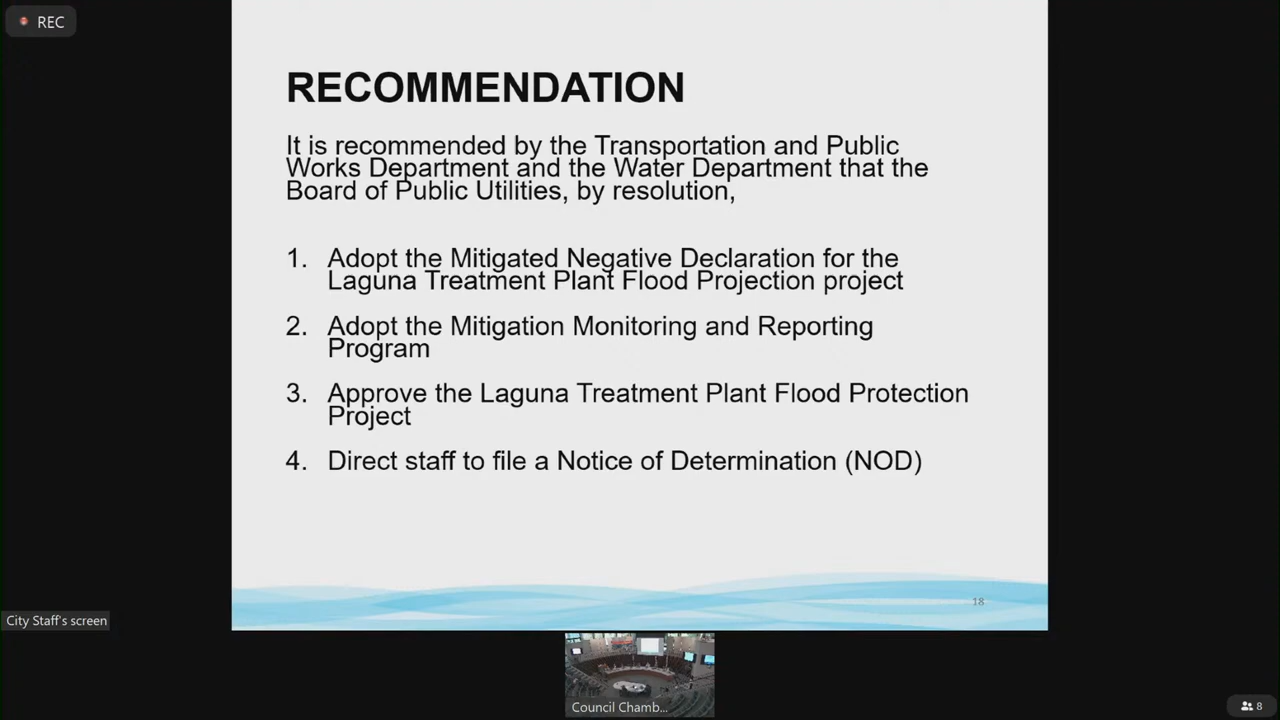 REC
RECOMMENDATION
It is recommended by the Transportation and Public
Works Department and the Water Department that the
Board of Public Utilities, by resolution,
1. Adopt the Mitigated Negative Declaration for the
Laguna Treatment Plant Flood Projection project
2. Adopt the Mitigation Monitoring and Reporting
Program
3. Approve the Laguna Treatment Plant Flood Protection
Project
4. Direct staff to file a Notice of Determination (NOD)
18
City Staff's screen
Council Chamb...
8